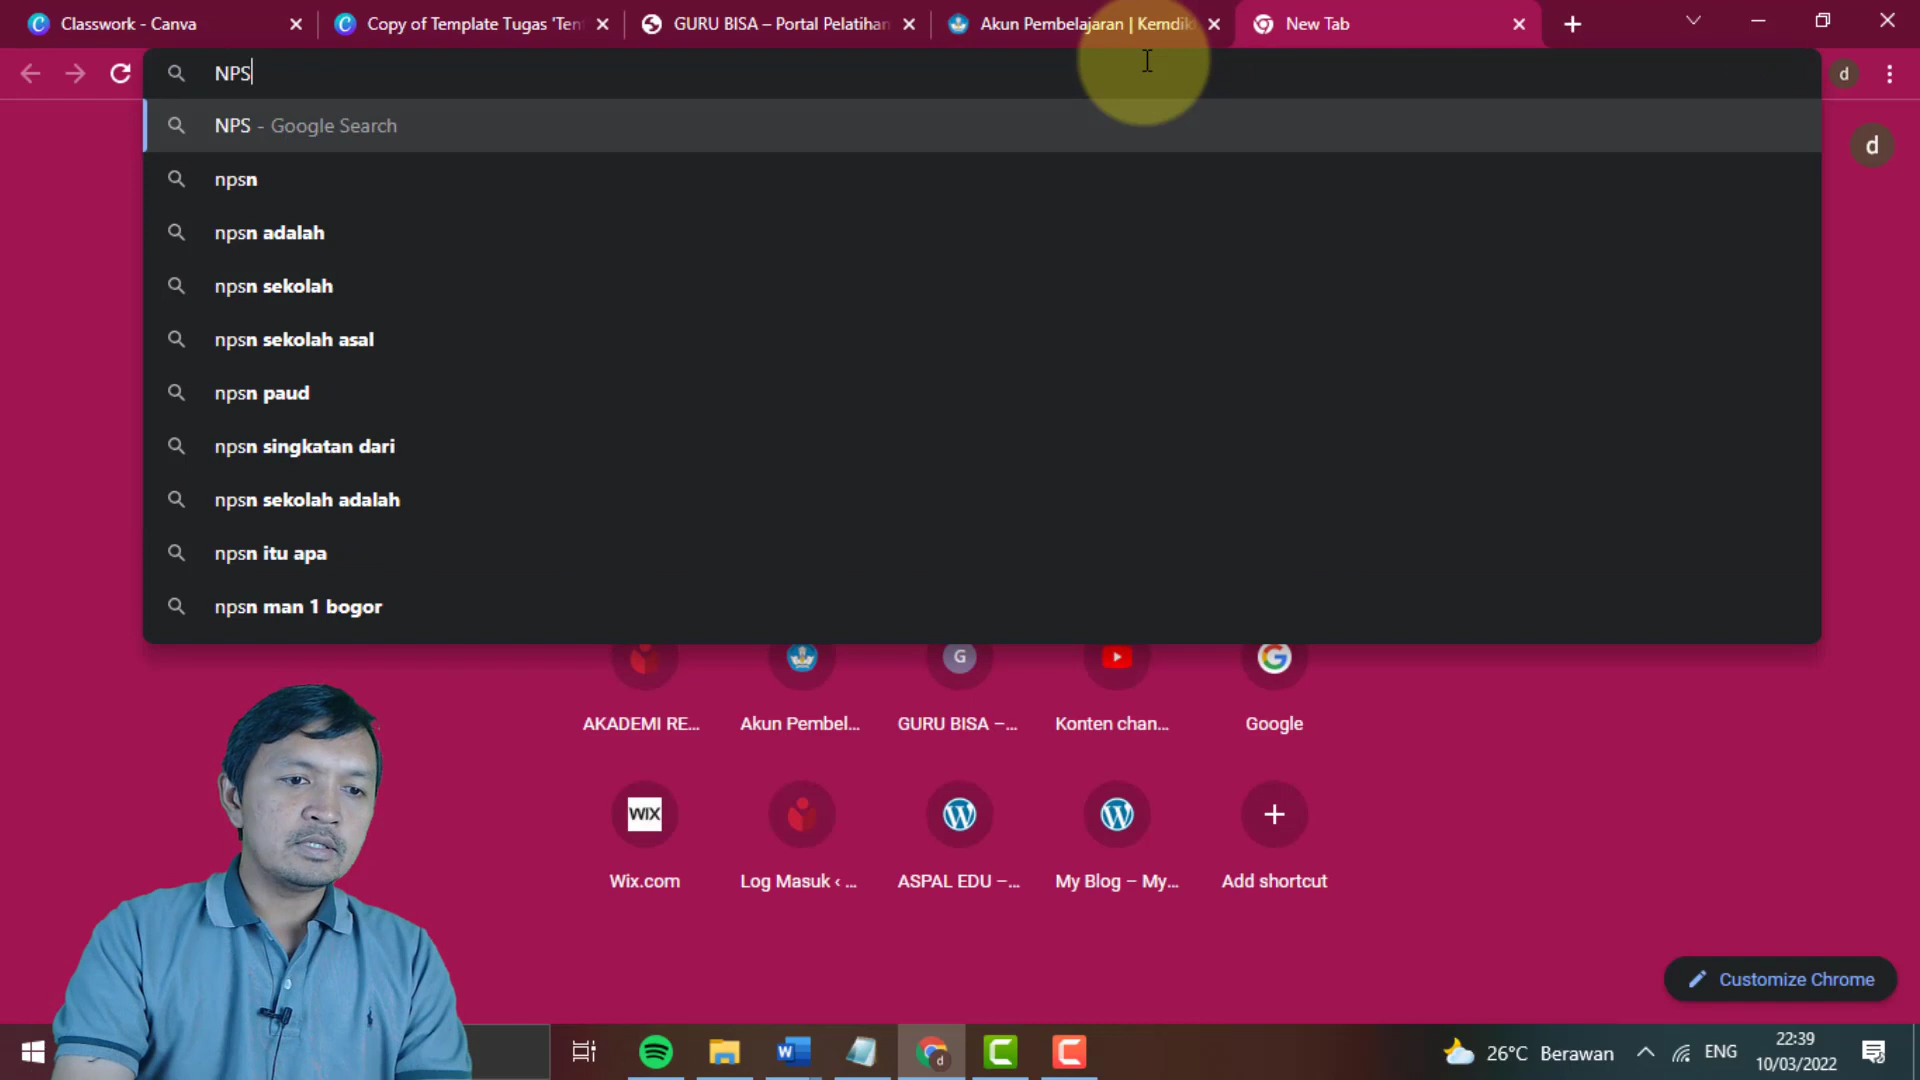 Classwork - Canva
Copy of Template Tugas 'Ten
GURU BISA – Portal Pelatihan
Akun Pembelajaran | Kemdik
New Tab
NPS
d
NPS - Google Search
d
npsn
npsn adalah
npsn sekolah
npsn sekolah asal
npsn paud
npsn singkatan dari
npsn sekolah adalah
npsn itu apa
npsn man 1 bogor
G
AKADEMI RE...
Akun Pembel...
GURU BISA –...
Konten chan...
Google
WIX
Wix.com
Log Masuk ‹ ...
ASPAL EDU –...
My Blog – My...
Add shortcut
Customize Chrome
26°C Berawan
ENG
22:39
10/03/2022